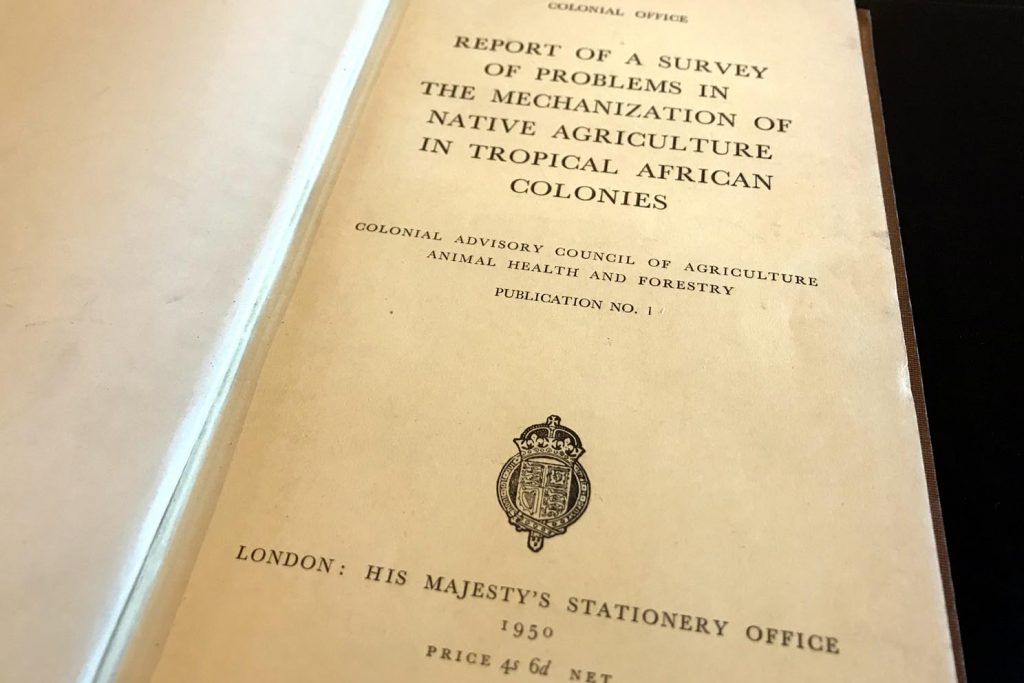 COLONIAL OFFICE
REPORT OF A SURVEY
OF PROBLEMS IN
THE MECHANIZATION OF
NATIVE AGRICULTURE
IN TROPICAL AFRICAN
COLONIES
COLONIAL ADVISORY COUNCIL OF AGRICULTURE
ANIMAL HEALTH AND FORESTRY
PUBLICATION NO. 1
LONDON: HIS MAJESTY'S STATIONERY OFFICE
1950
PRICE 4s 6d NET